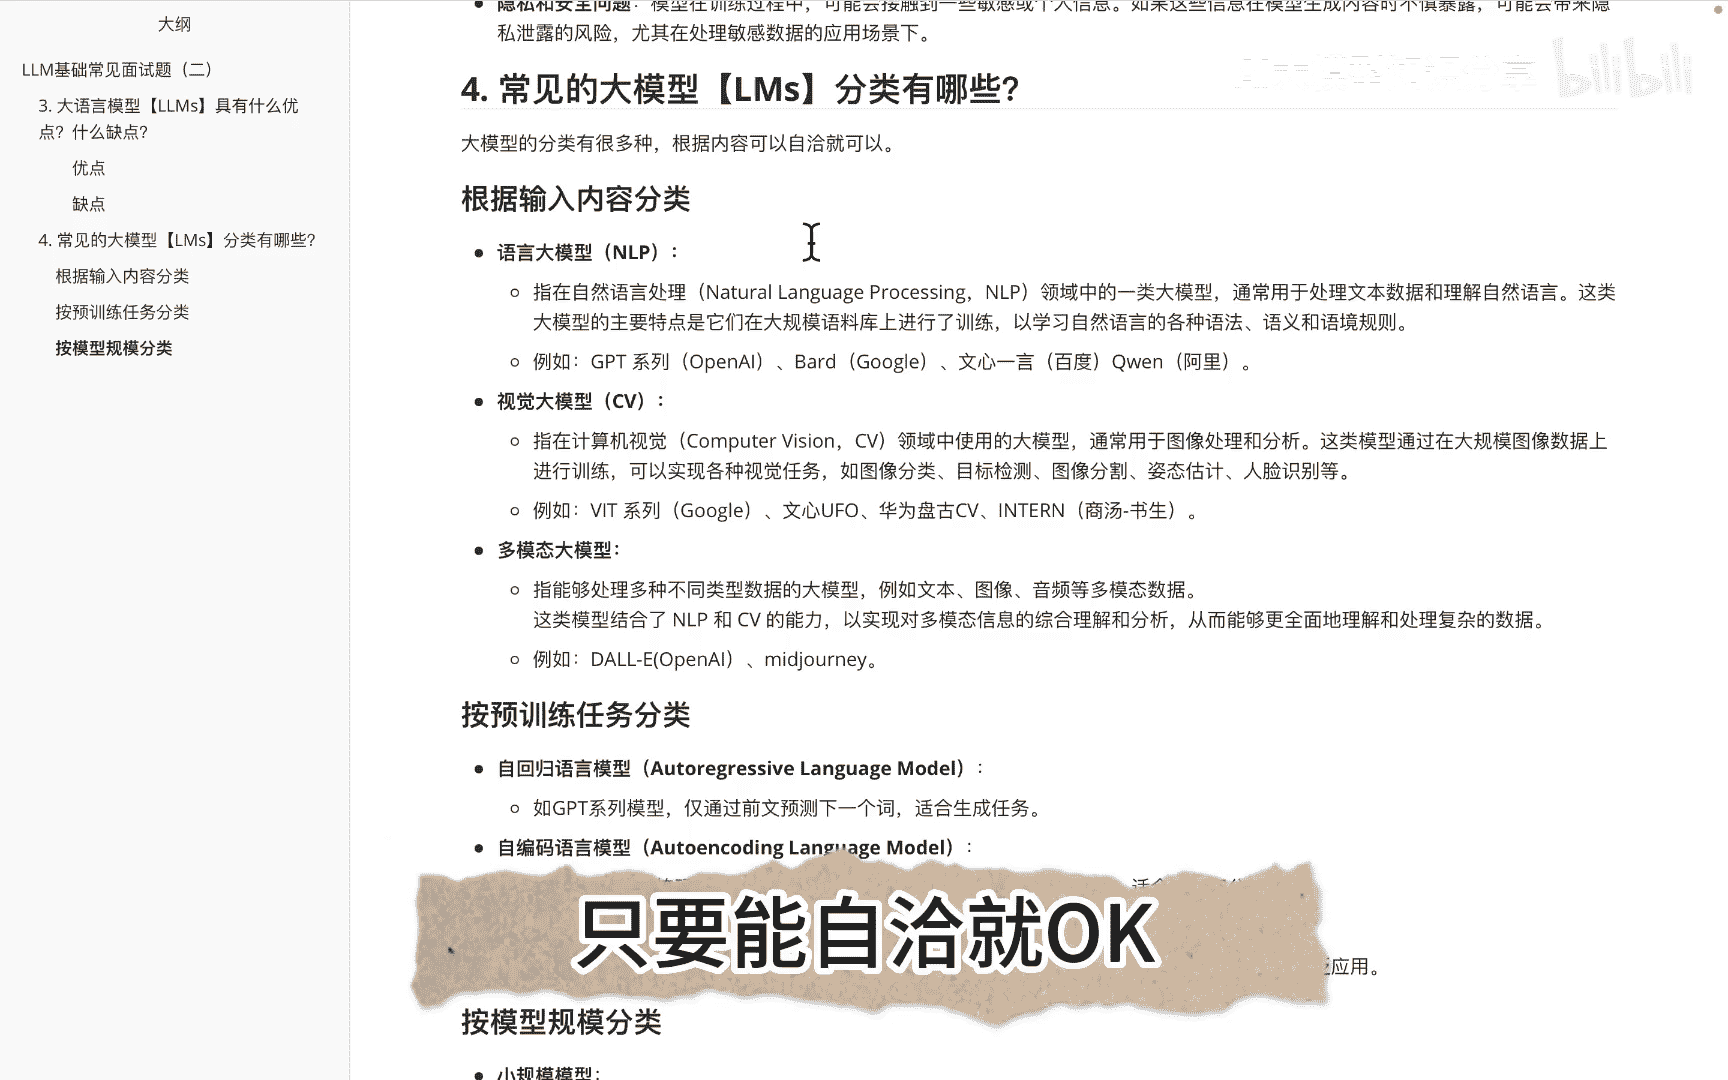 大纲
LLM基础常见面试题（二）
3. 大语言模型【LLMs】具有什么优
点？什么缺点？
优点
缺点
4. 常见的大模型【LMs】分类有哪些？
根据输入内容分类
按预训练任务分类
按模型规模分类
隐私和安全问题：模型在训练过程中，可能会接触到一些敏感或个人信息。如果这些信息在模型生成内容时不慎暴露，可能会带来隐
私泄露的风险，尤其在处理敏感数据的应用场景下。
4. 常见的大模型【LMs】分类有哪些？
bilibili
大模型的分类有很多种，根据内容可以自洽就可以。
根据输入内容分类
语言大模型（NLP）：
指在自然语言处理（Natural Language Processing，NLP）领域中的一类大模型，通常用于处理文本数据和理解自然语言。这类
大模型的主要特点是它们在大规模语料库上进行了训练，以学习自然语言的各种语法、语义和语境规则。
例如：GPT 系列（OpenAI）、Bard（Google）、文心一言（百度）Qwen（阿里）。
视觉大模型（CV）：
指在计算机视觉（Computer Vision，CV）领域中使用的大模型，通常用于图像处理和分析。这类模型通过在大规模图像数据上
进行训练，可以实现各种视觉任务，如图像分类、目标检测、图像分割、姿态估计、人脸识别等。
例如：VIT 系列（Google）、文心UFO、华为盘古CV、INTERN（商汤-书生）。
多模态大模型：
指能够处理多种不同类型数据的大模型，例如文本、图像、音频等多模态数据。
这类模型结合了 NLP 和 CV 的能力，以实现对多模态信息的综合理解和分析，从而能够更全面地理解和处理复杂的数据。
例如：DALL-E(OpenAI）、midjourney。
按预训练任务分类
自回归语言模型（Autoregressive Language Model）：
如GPT系列模型，仅通过前文预测下一个词，适合生成任务。
自编码语言模型（Autoencoding Language Model）：
只要能自洽就OK
应用。
按模型规模分类
小规模模型：